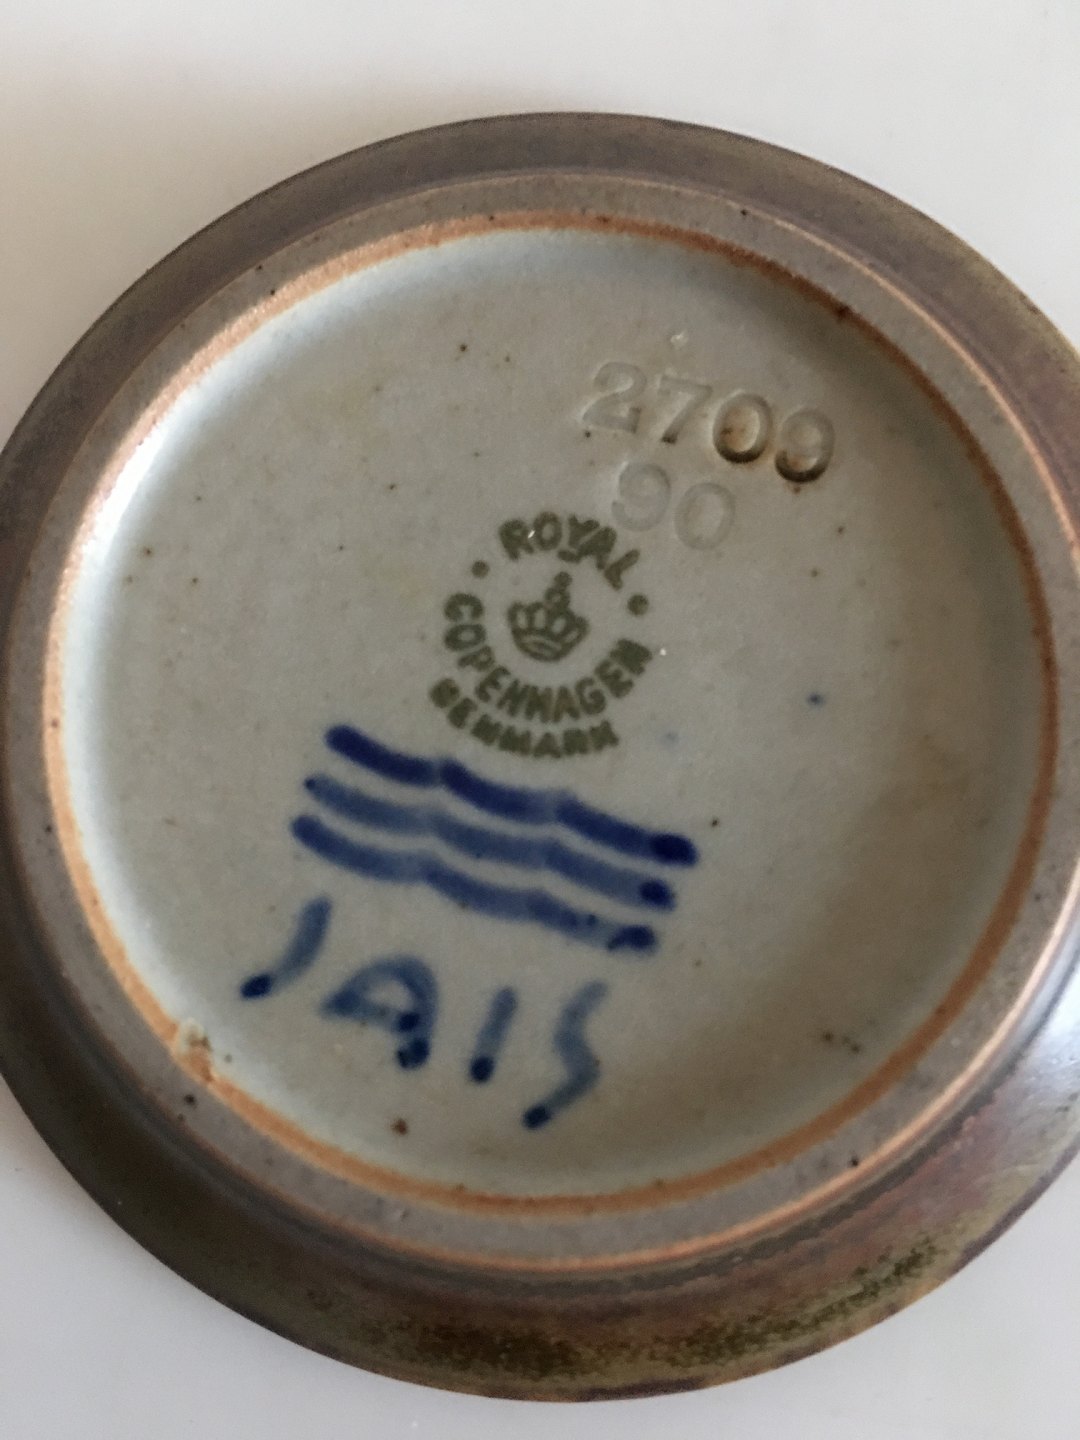 2709
90
ROYAL
COPENHAGEN
DENMARK
JAIS